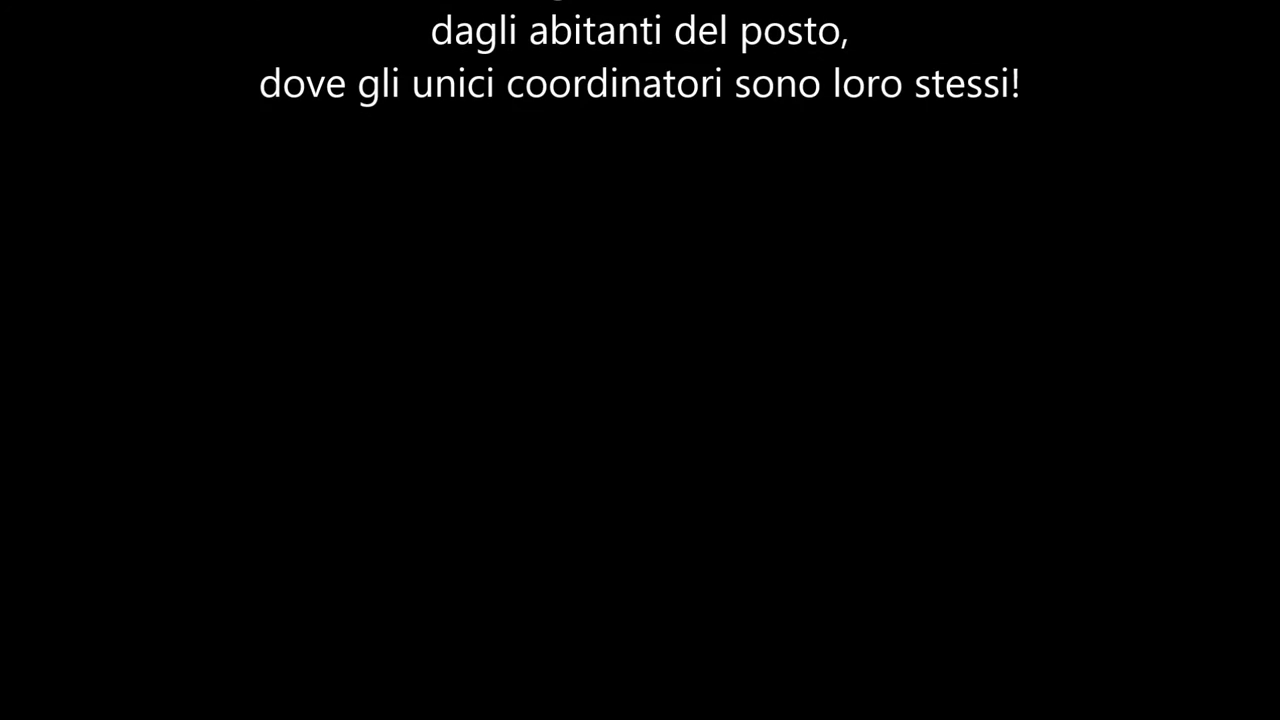 dagli abitanti del posto,
dove gli unici coordinatori sono loro stessi!